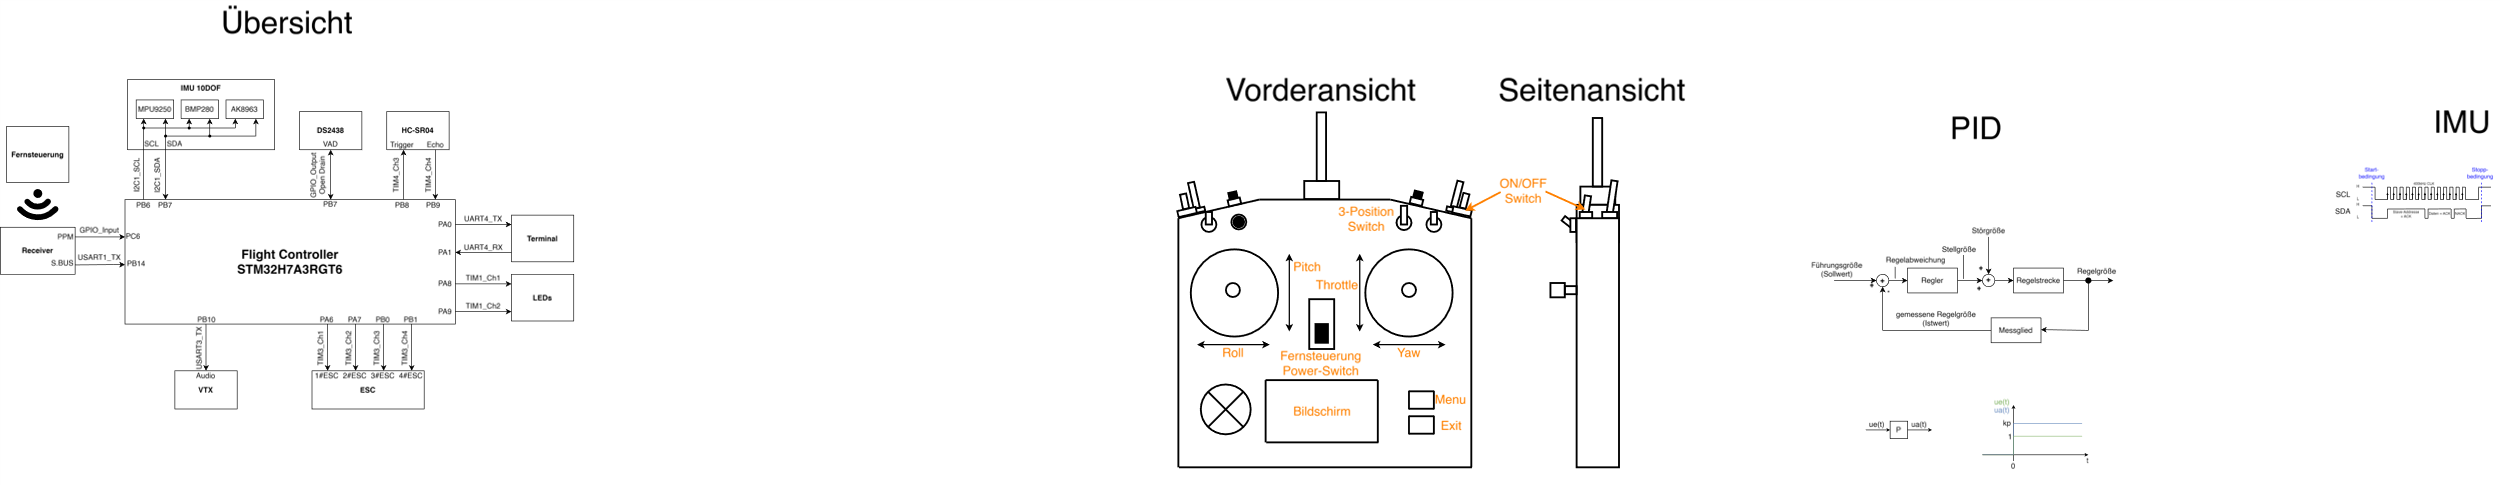 Übersicht
IMU 10DOF
MPU9250
BMP280
AK8963
SCL
SDA
DS2438
VAD
HC-SR04
Trigger
Echo
Fernsteuerung
I2C1_SCL
I2C1_SDA
GPIO_Output
Open Drain
TIM4_Ch3
TIM4_Ch4
PB6
PB7
PB7
PB8
PB9
Receiver
PPM
S.BUS
GPIO_Input
USART1_TX
PC6
PB14
Flight Controller
STM32H7A3RGT6
PA0
PA1
PA8
PA9
UART4_TX
UART4_RX
Terminal
TIM1_Ch1
TIM1_Ch2
LEDs
PB10
PA6
PA7
PB0
PB1
USART3_TX
TIM3_Ch1
TIM3_Ch2
TIM3_Ch3
TIM3_Ch4
Audio
VTX
1#ESC
2#ESC
3#ESC
4#ESC
ESC
Vorderansicht
Seitenansicht
ON/OFF
Switch
3-Position
Switch
Pitch
Throttle
Roll
Yaw
Fernsteuerung
Power-Switch
Bildschirm
Menu
Exit
PID
Störgröße
Stellgröße
Regelabweichung
Führungsgröße
(Sollwert)
+
+
-
Regler
+
+
+
Regelstrecke
Regelgröße
gemessene Regelgröße
(Istwert)
Messglied
ue(t)
P
ua(t)
ue(t)
ua(t)
kp
1
0
t
IMU
Start-
bedingung
Stopp-
bedingung
SCL
H
L
SDA
H
L